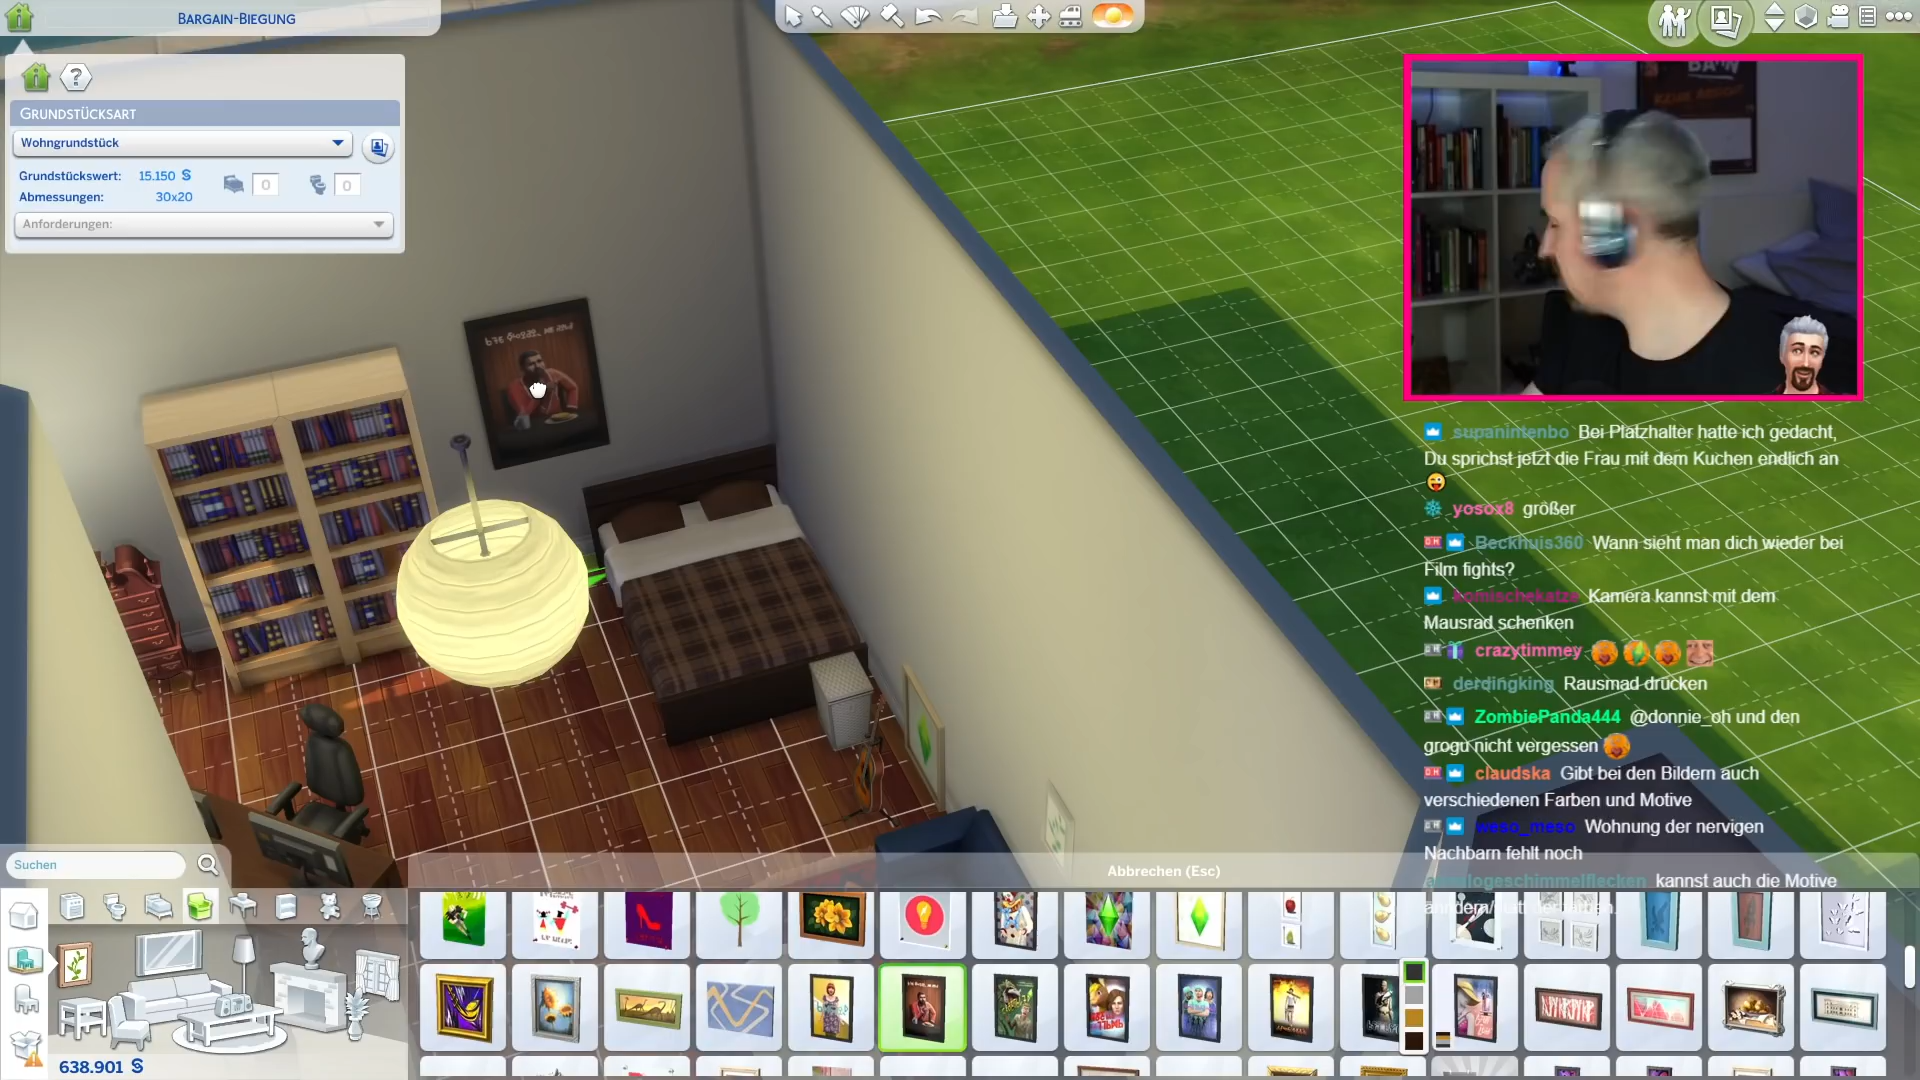 BARGAIN-BIEGUNG
GRUNDSTÜCKSART
Wohngrundstück
Grundstückswert: 15.150 S
0
0
Abmessungen: 30x20
Anforderungen:
supanintenbo Bei Platzhalter hatte ich gedacht,
Du sprichst jetzt die Frau mit dem Kuchen endlich an
yosox8 größer
Beckhuis360 Wann sieht man dich wieder bei
Film fights?
komischekatze Kamera kannst mit dem
Mausrad schenken
crazytimmey
derdingking Rausmad drücken
ZombiePanda444 @donnie_oh und den
grogu nicht vergessen
claudska Gibt bei den Bildern auch
verschiedenen Farben und Motive
weso_meso Wohnung der nervigen
Nachbarn fehlt noch
kannst auch die Motive
Abbrechen (Esc)
Suchen
638.901 S